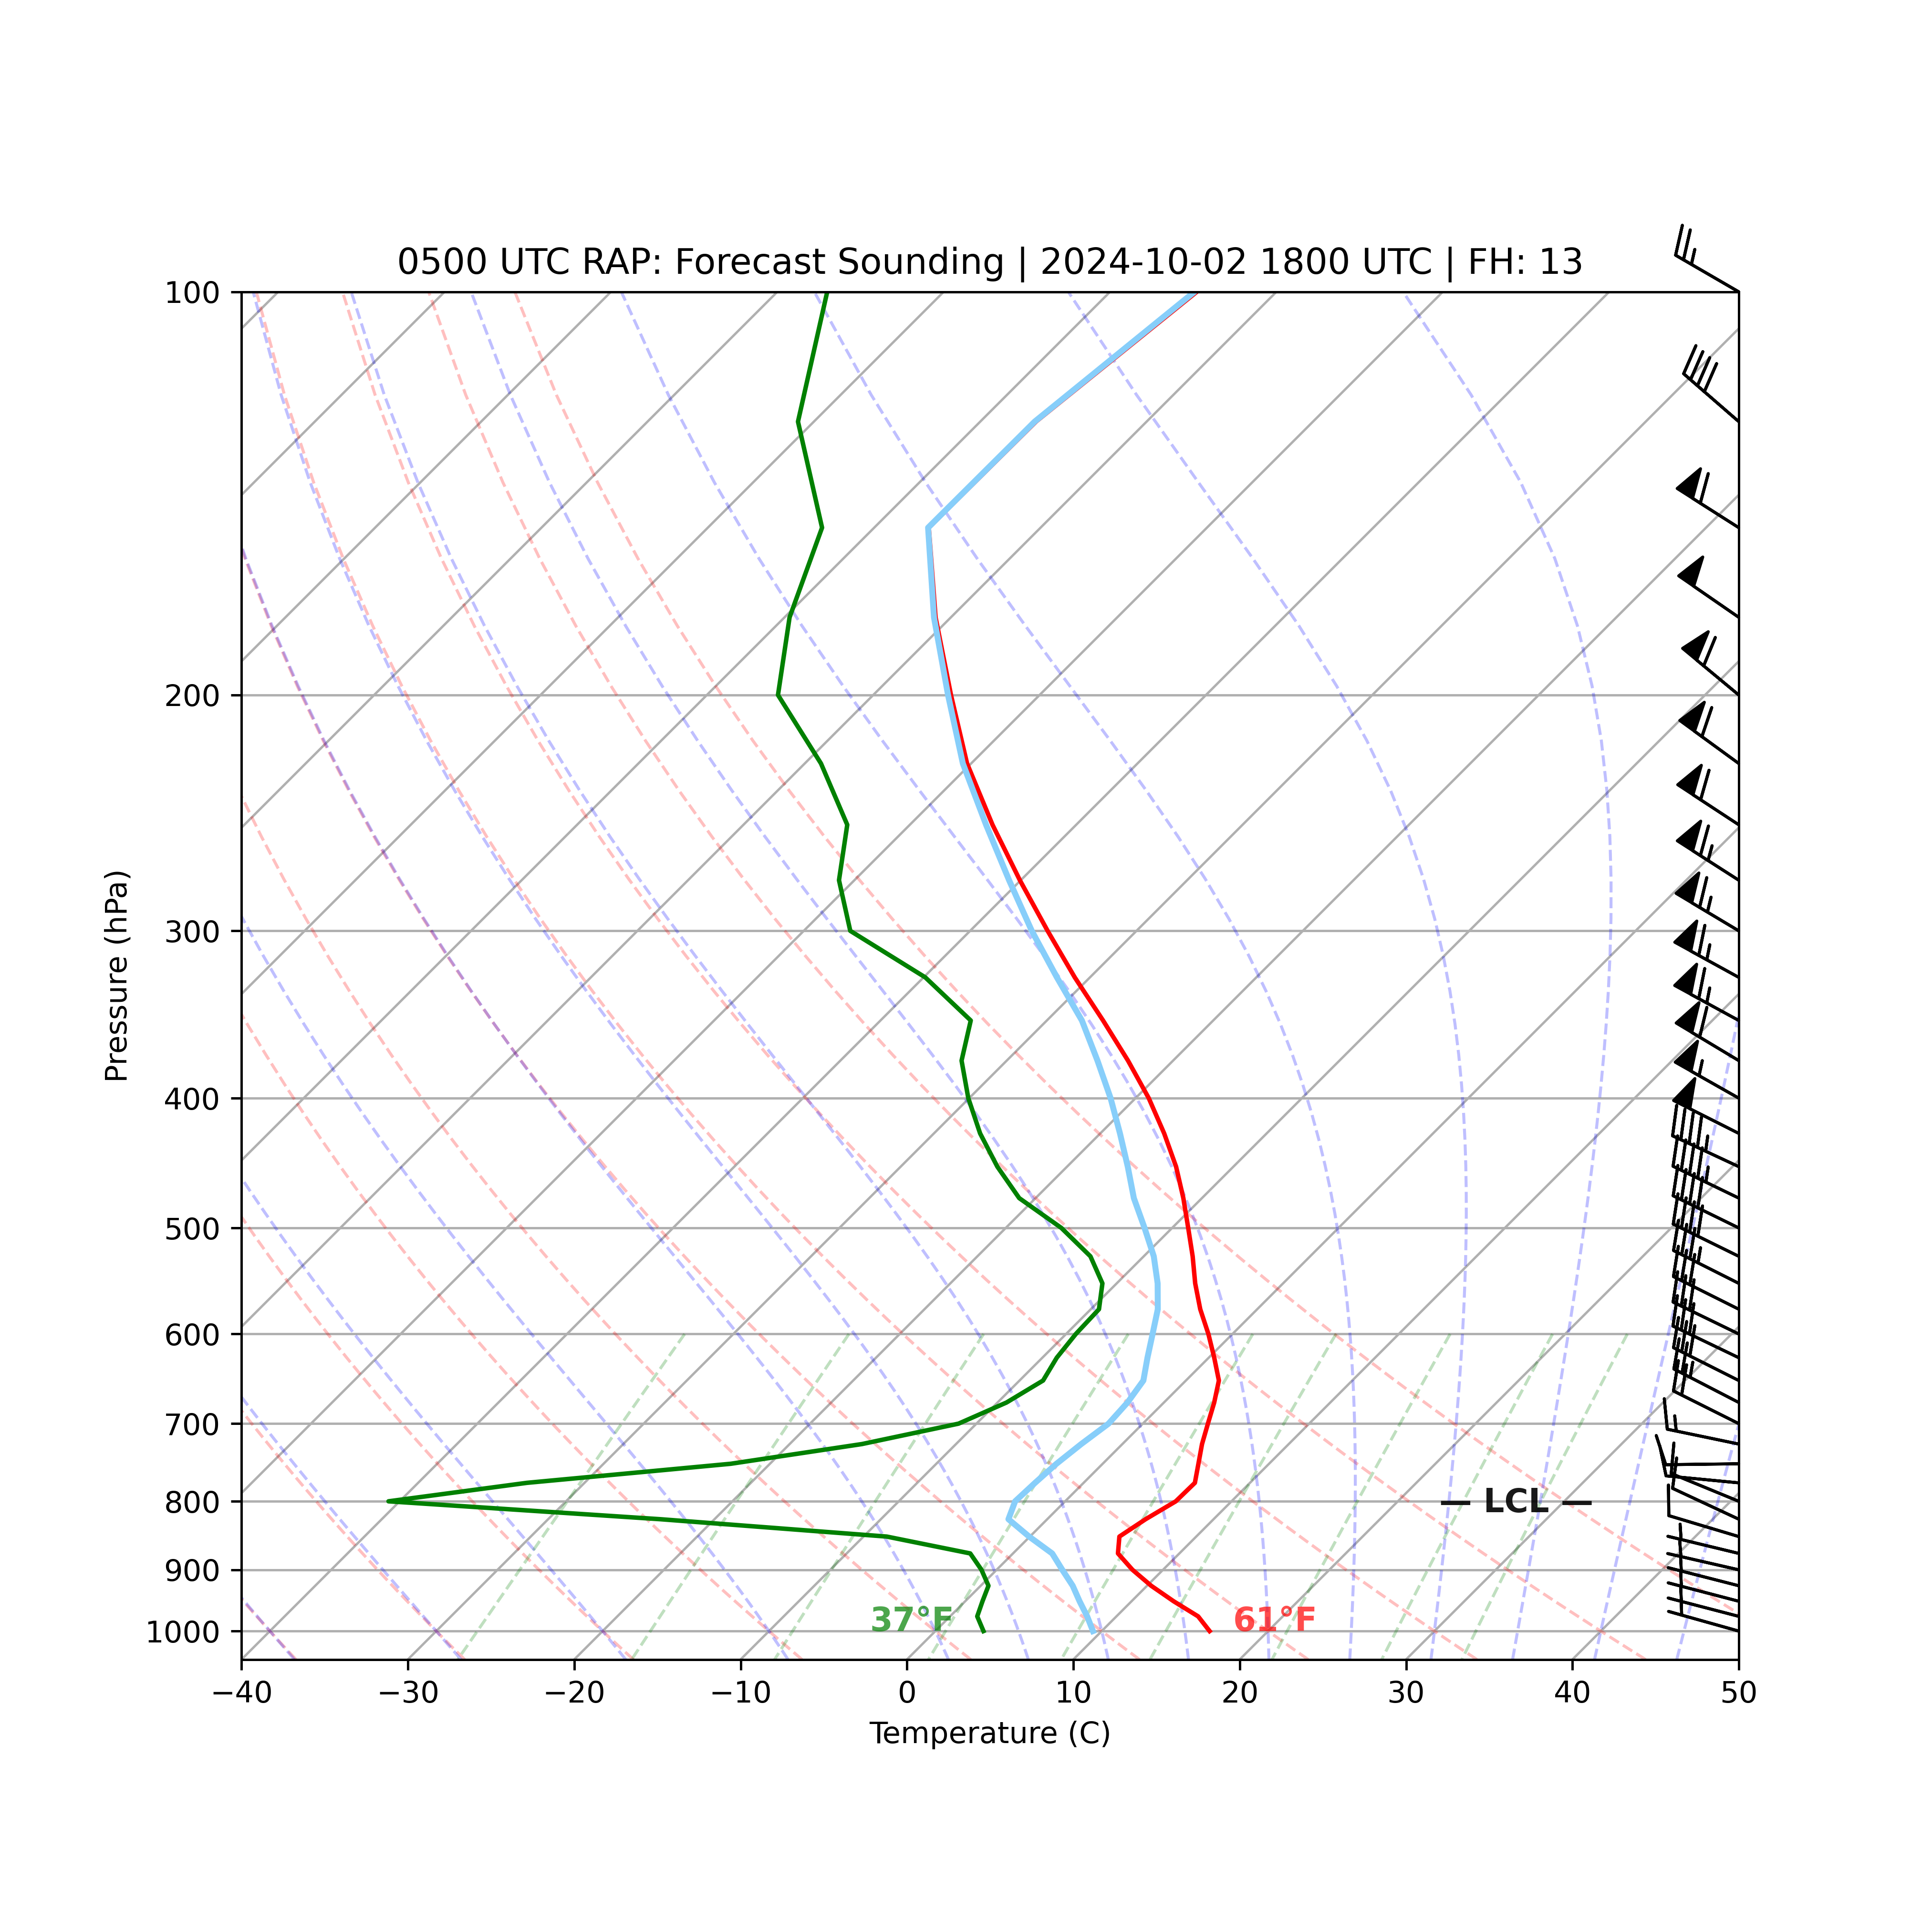 0500 UTC RAP: Forecast Sounding | 2024-10-02 1800 UTC | FH: 13
100
200
300
400
500
600
700
800
900
1000
Pressure (hPa)
— LCL —
37°F
61°F
−40 −30 −20 −10 0 10 20 30 40 50
Temperature (C)